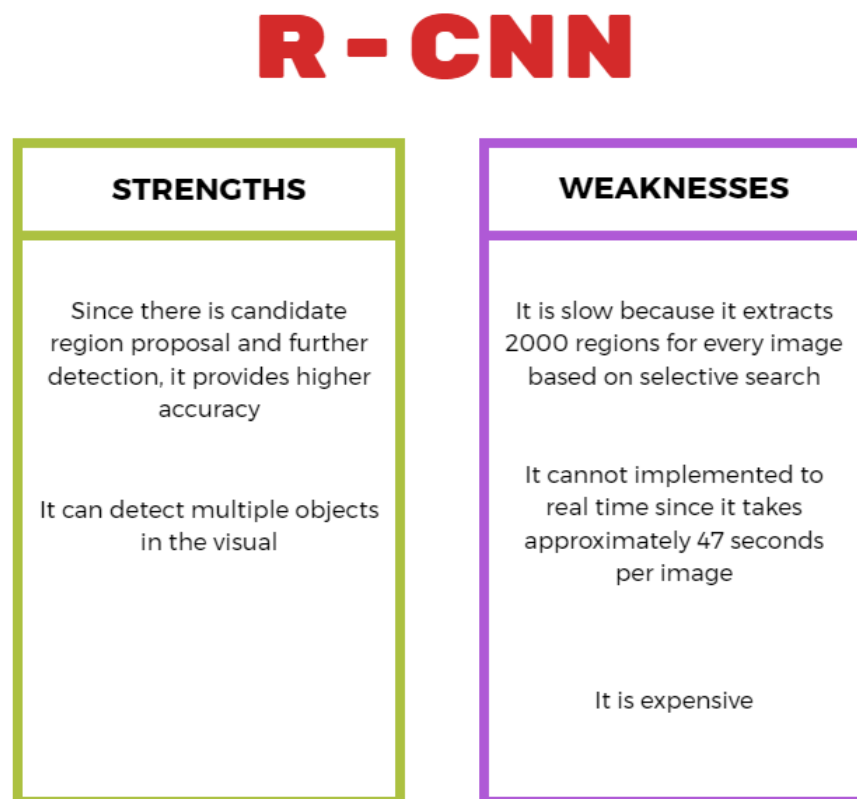 R - CNN
STRENGTHS
Since there is candidate
region proposal and further
detection, it provides higher
accuracy
It can detect multiple objects
in the visual
WEAKNESSES
It is slow because it extracts
2000 regions for every image
based on selective search
It cannot implemented to
real time since it takes
approximately 47 seconds
per image
It is expensive